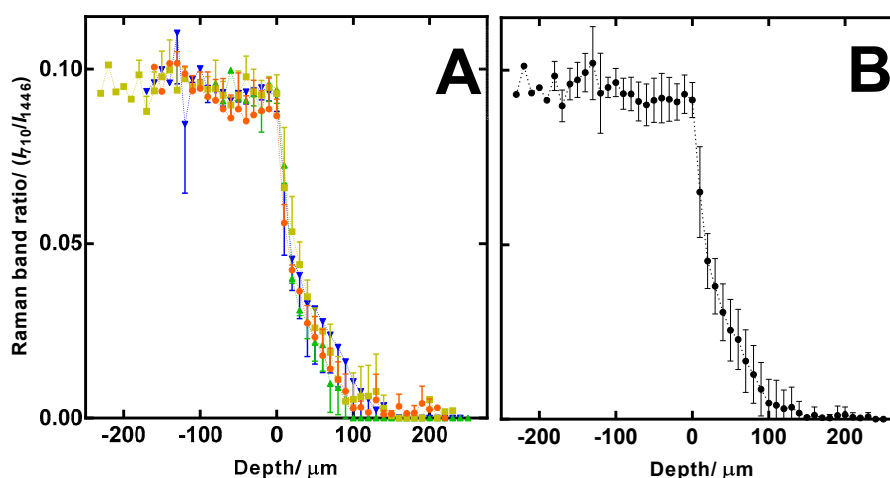 A
B
0.10
0.05
0.00
Raman band ratio/ (I710/I1446)
-200 -100 0 100 200
-200 -100 0 100 200
Depth/ μm
Depth/ μm